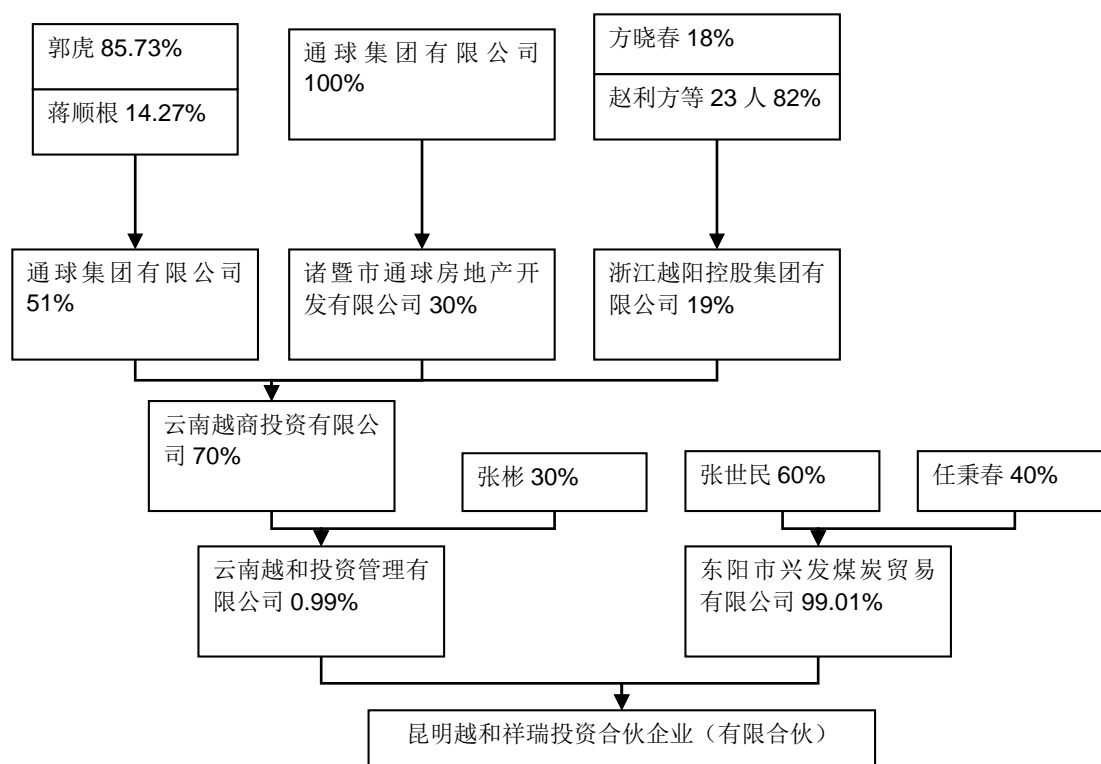 郭虎 85.73%
蒋顺根 14.27%
通球集团有限公司
100%
方晓春 18%
赵利方等 23 人 82%
通球集团有限公司
51%
诸暨市通球房地产开
发有限公司 30%
浙江越阳控股集团有
限公司 19%
云南越商投资有限公
司 70%
张彬 30%
张世民 60%
任秉春 40%
云南越和投资管理有
限公司 0.99%
东阳市兴发煤炭贸易
有限公司 99.01%
昆明越和祥瑞投资合伙企业（有限合伙）